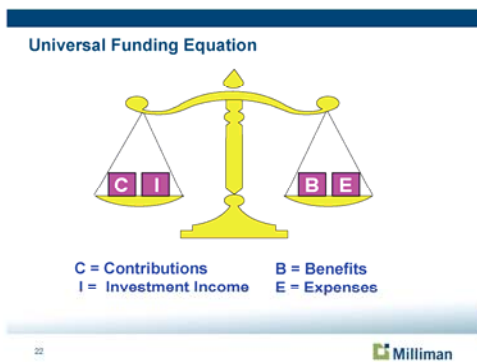 Universal Funding Equation
C I B E
C = Contributions B = Benefits
I = Investment Income E = Expenses
22 Milliman